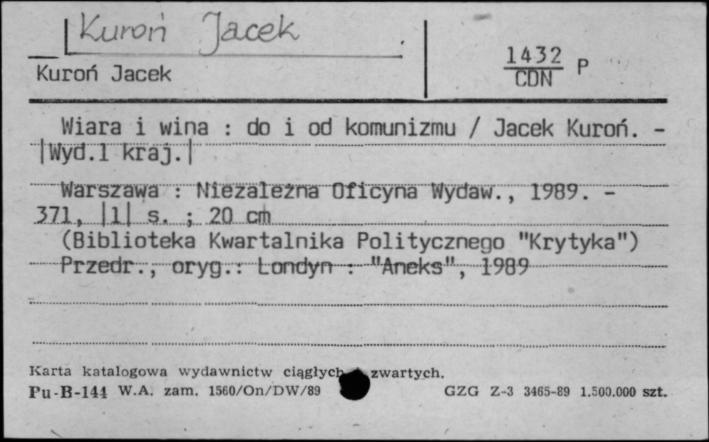 Kuroń Jacek
Kuroń Jacek
1432
CDN P
Wiara i wina : do i od komunizmu / Jacek Kuroń. -
|Wyd.1 kraj.|
Warszawa : Niezależna Oficyna Wydaw., 1989. -
371, |1| s. ; 20 cm
(Biblioteka Kwartalnika Politycznego "Krytyka")
Przedr., oryg.: Londyn : "Aneks", 1989
Karta katalogowa wydawnictw ciągłych zwartych.
Pu-B-144 W.A. zam. 1560/On/DW/89 GZG Z-3 3465-89 1.500.000 szt.